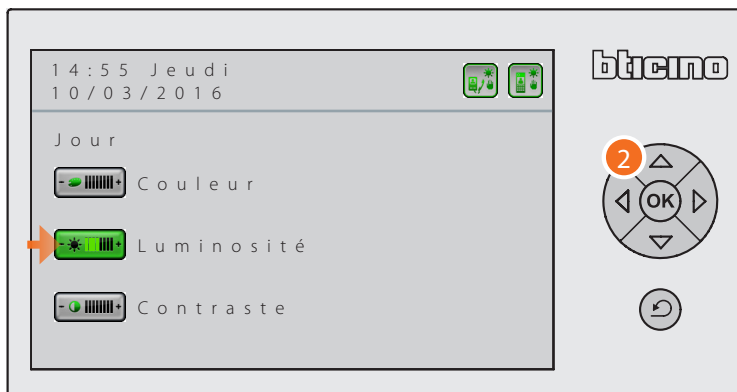 14:55 Jeudi
10/03/2016
bticino
Jour
2
- + Couleur
OK
- + Luminosité
- + Contraste